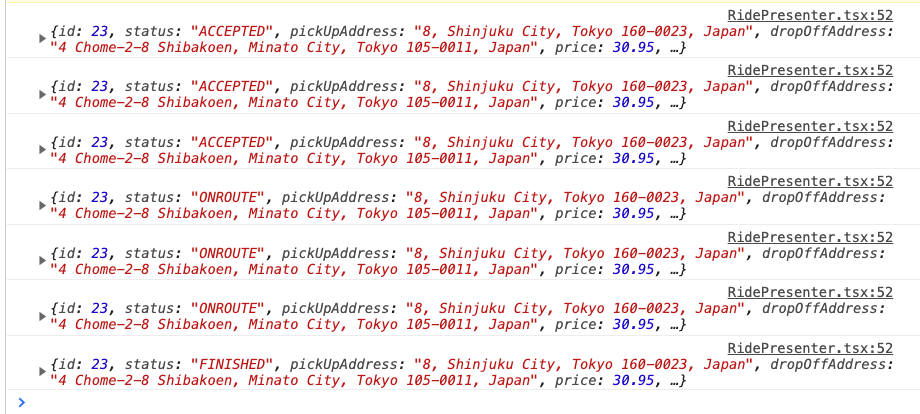 RidePresenter.tsx:52
{id: 23, status: "ACCEPTED", pickUpAddress: "8, Shinjuku City, Tokyo 160-0023, Japan", dropOffAddress:
"4 Chome-2-8 Shibakoen, Minato City, Tokyo 105-0011, Japan", price: 30.95, …}
RidePresenter.tsx:52
{id: 23, status: "ACCEPTED", pickUpAddress: "8, Shinjuku City, Tokyo 160-0023, Japan", dropOffAddress:
"4 Chome-2-8 Shibakoen, Minato City, Tokyo 105-0011, Japan", price: 30.95, …}
RidePresenter.tsx:52
{id: 23, status: "ACCEPTED", pickUpAddress: "8, Shinjuku City, Tokyo 160-0023, Japan", dropOffAddress:
"4 Chome-2-8 Shibakoen, Minato City, Tokyo 105-0011, Japan", price: 30.95, …}
RidePresenter.tsx:52
{id: 23, status: "ONROUTE", pickUpAddress: "8, Shinjuku City, Tokyo 160-0023, Japan", dropOffAddress:
"4 Chome-2-8 Shibakoen, Minato City, Tokyo 105-0011, Japan", price: 30.95, …}
RidePresenter.tsx:52
{id: 23, status: "ONROUTE", pickUpAddress: "8, Shinjuku City, Tokyo 160-0023, Japan", dropOffAddress:
"4 Chome-2-8 Shibakoen, Minato City, Tokyo 105-0011, Japan", price: 30.95, …}
RidePresenter.tsx:52
{id: 23, status: "ONROUTE", pickUpAddress: "8, Shinjuku City, Tokyo 160-0023, Japan", dropOffAddress:
"4 Chome-2-8 Shibakoen, Minato City, Tokyo 105-0011, Japan", price: 30.95, …}
RidePresenter.tsx:52
{id: 23, status: "FINISHED", pickUpAddress: "8, Shinjuku City, Tokyo 160-0023, Japan", dropOffAddress:
"4 Chome-2-8 Shibakoen, Minato City, Tokyo 105-0011, Japan", price: 30.95, …}